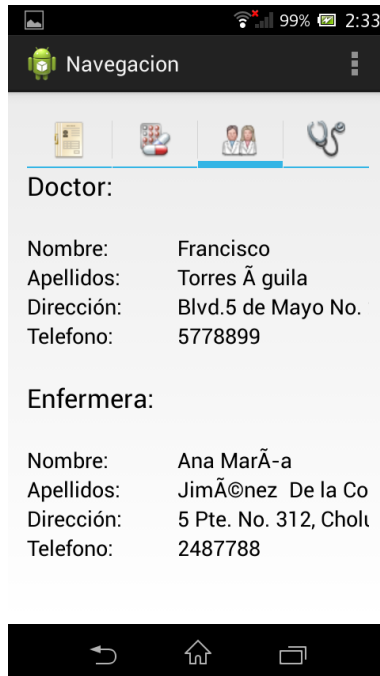 99% 2:33
Navegacion
Doctor:
Nombre: Francisco
Apellidos: Torres Ã guila
Dirección: Blvd.5 de Mayo No.
Telefono: 5778899
Enfermera:
Nombre: Ana MarÃ-a
Apellidos: JimÃ©nez De la Co
Dirección: 5 Pte. No. 312, Cholu
Telefono: 2487788